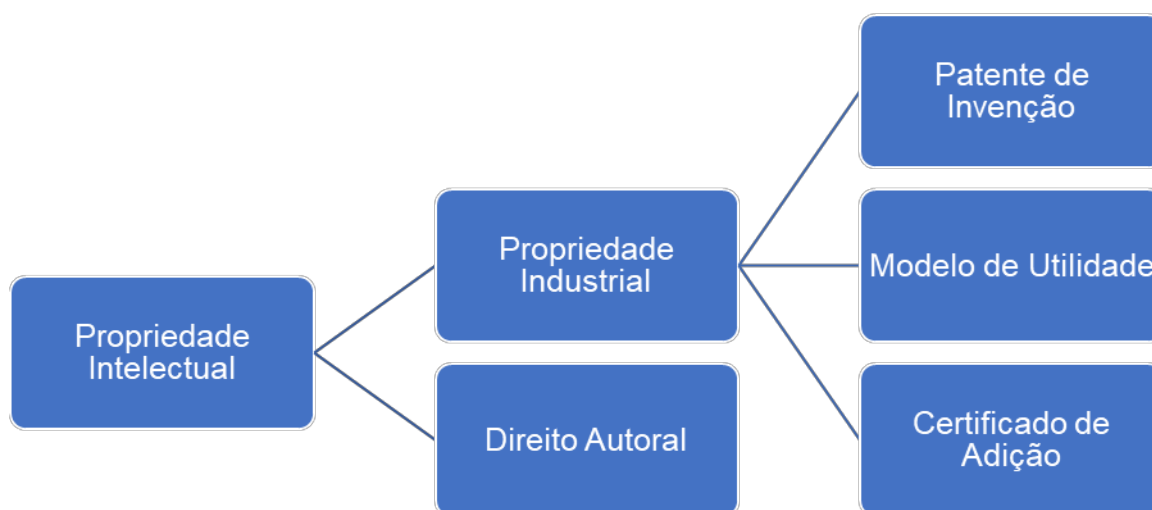 Propriedade
Intelectual
Propriedade
Industrial
Direito Autoral
Patente de
Invenção
Modelo de Utilidade
Certificado de
Adição